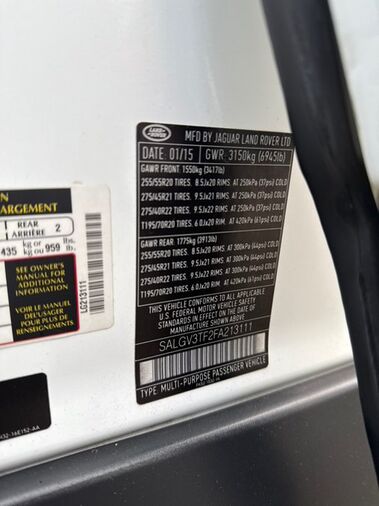 LAND
ROVER
MFD BY JAGUAR LAND ROVER LTD
DATE: 01/15 GWR: 3150kg (6945lb)
GAWR FRONT: 1550kg (3417lb)
255/55R20 TIRES. 8.5Jx20 RIMS. AT 250kPa (37psi) COLD
275/45R21 TIRES. 9.5Jx21 RIMS. AT 250kPa (37psi) COLD
275/40R22 TIRES. 9.5Jx22 RIMS. AT 250kPa (37psi) COLD
T195/70R20 TIRES. 6.0Jx20 RIM. AT 420kPa (61psi) COLD
GAWR REAR: 1775kg (3913lb)
255/55R20 TIRES. 8.5Jx20 RIMS. AT 300kPa (44psi) COLD
275/45R21 TIRES. 9.5Jx21 RIMS. AT 300kPa (44psi) COLD
275/40R22 TIRES. 9.5Jx22 RIMS. AT 300kPa (44psi) COLD
T195/70R20 TIRES. 6.0Jx20 RIM. AT 420kPa (61psi) COLD
THIS VEHICLE CONFORMS TO ALL APPLICABLE
U.S. FEDERAL MOTOR VEHICLE SAFETY
AND THEFT PREVENTION STANDARDS IN EFFECT ON
THE DATE OF MANUFACTURE SHOWN ABOVE.
SALGV3TF2FA213111
TYPE: MULTI-PURPOSE PASSENGER VEHICLE
ON
ARGEMENT
REAR
ARRIÈRE 2
435 kg or lbs.
kg ou 959 lb.
SEE OWNER'S
MANUAL FOR
ADDITIONAL
INFORMATION
VOIR LE MANUEL
DE L'USAGER
POUR PLUS DE
RENSEIGNEMENTS
LC213111